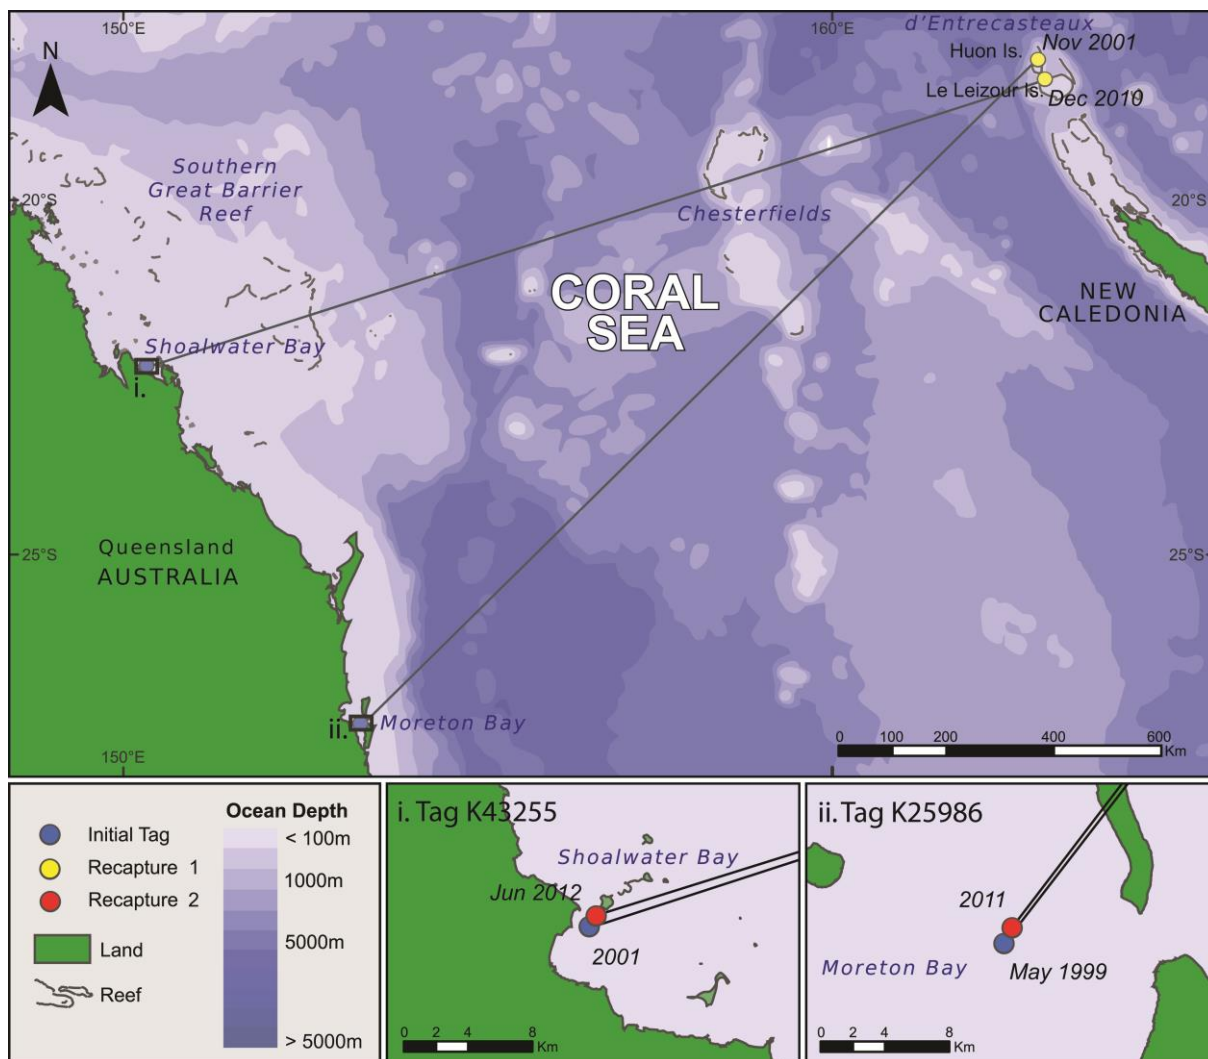 150°E
160°E
d'Entrecasteaux
N
Huon Is.
Nov 2001
Le Leizour Is.
Dec 2010
Southern
Great Barrier
Reef
20°S
20°S
Chesterfields
CORAL
SEA
NEW
CALEDONIA
Shoalwater Bay
i.
25°S
25°S
Queensland
AUSTRALIA
ii.
Moreton Bay
150°E
0 100 200 400 600
Km
Initial Tag
Recapture 1
Recapture 2
Land
Reef
Ocean Depth
< 100m
1000m
5000m
> 5000m
i. Tag K43255
Shoalwater Bay
Jun 2012
2001
0 2 4 8
Km
ii. Tag K25986
2011
Moreton Bay
May 1999
0 2 4 8
Km